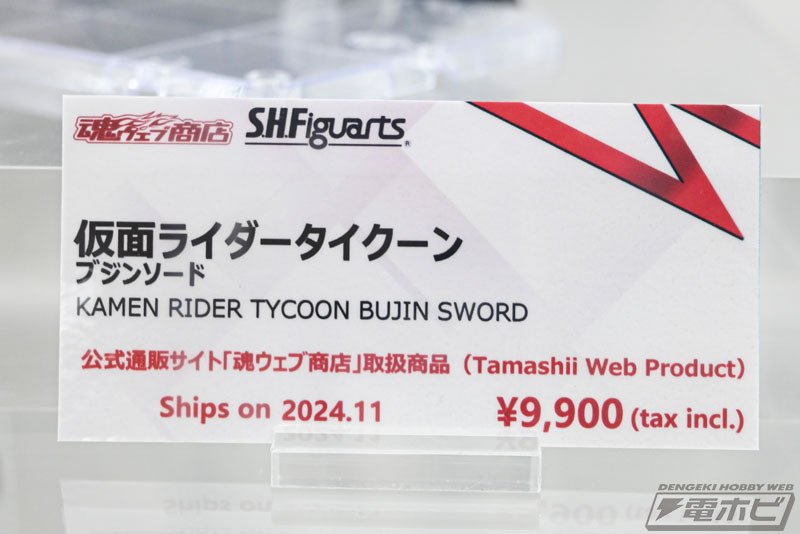 魂ウェブ商店 S.H.Figuarts®
仮面ライダータイクーン
ブジンソード
KAMEN RIDER TYCOON BUJIN SWORD
公式通販サイト「魂ウェブ商店」取扱商品（Tamashii Web Product）
Ships on 2024.11 ¥9,900 (tax incl.)
DENGEKI HOBBY WEB
電ホビ